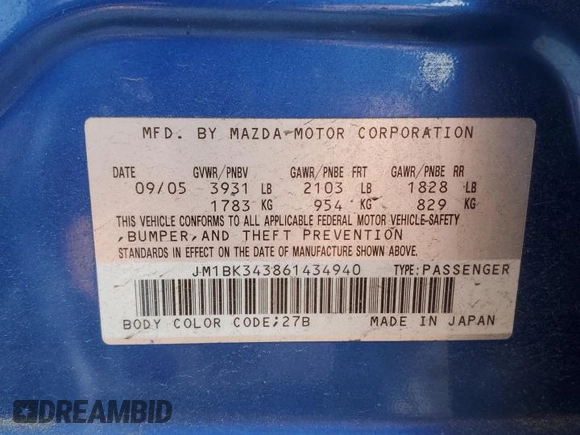 MFD. BY MAZDA MOTOR CORPORATION
DATE GVWR/PNBV GAWR/PNBE FRT GAWR/PNBE RR
09/05 3931 LB 2103 LB 1828 LB
1783 KG 954 KG 829 KG
THIS VEHICLE CONFORMS TO ALL APPLICABLE FEDERAL MOTOR VEHICLE-SAFETY
,BUMPER,AND THEFT PREVENTION
STANDARDS IN EFFECT ON THE DATE OF MANUFACTURE SHOWN ABOVE.
JM1BK343861434940 TYPE:PASSENGER
BODY COLOR CODE;27B MADE IN JAPAN
DREAMBID